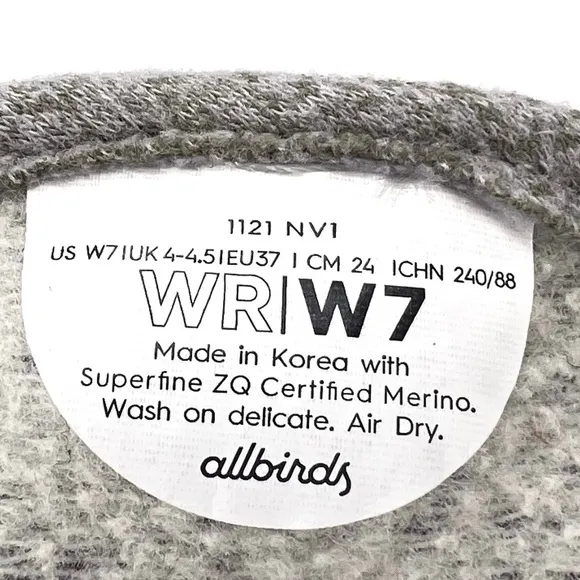 1121 NV1
US W7|UK 4-4.5|EU37 | CM 24 |CHN 240/88
WR|W7
Made in Korea with
Superfine ZQ Certified Merino.
Wash on delicate. Air Dry.
allbirds